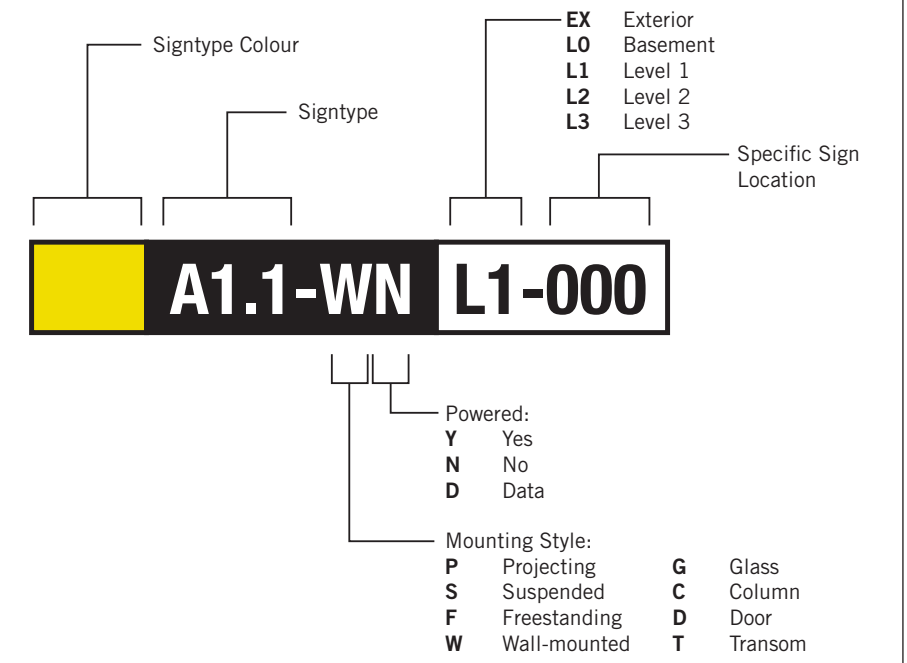 EX Exterior
Signtype Colour L0 Basement
L1 Level 1
L2 Level 2
Signtype
L3 Level 3
Specific Sign
Location
A1.1-WN L1-000
Powered:
Y Yes
N No
D Data
Mounting Style:
P Projecting G Glass
S Suspended C Column
F Freestanding D Door
W Wall-mounted T Transom